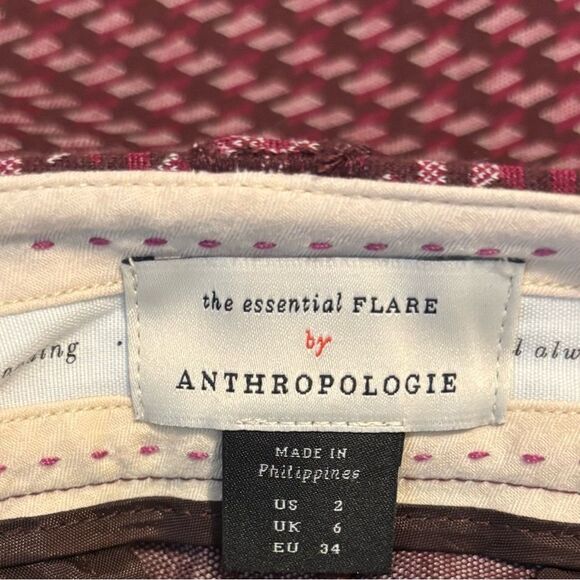 the essential FLARE
by
ANTHROPOLOGIE
MADE IN
Philippines
US 2
UK 6
EU 34